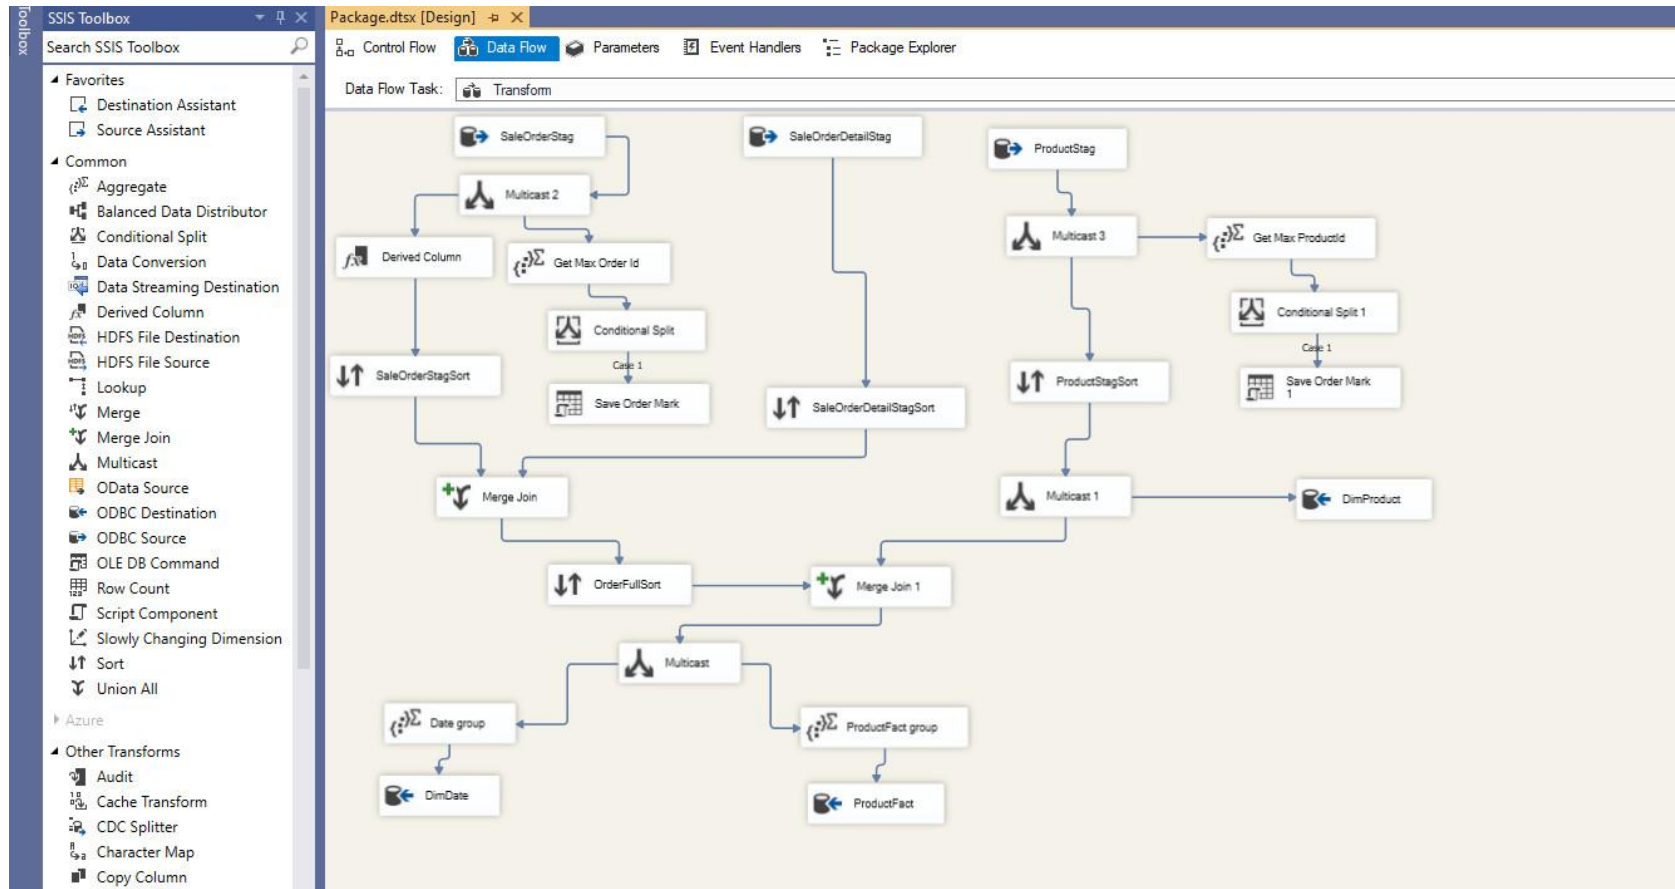 Toolbox
SSIS Toolbox
Search SSIS Toolbox
Favorites
Destination Assistant
Source Assistant
Common
Aggregate
Balanced Data Distributor
Conditional Split
Data Conversion
Data Streaming Destination
Derived Column
HDFS File Destination
HDFS File Source
Lookup
Merge
Merge Join
Multicast
OData Source
ODBC Destination
ODBC Source
OLE DB Command
Row Count
Script Component
Slowly Changing Dimension
Sort
Union All
Azure
Other Transforms
Audit
Cache Transform
CDC Splitter
Character Map
Copy Column
Package.dtsx [Design]
Control Flow Data Flow Parameters Event Handlers Package Explorer
Data Flow Task: Transform
SaleOrderStag
SaleOrderDetailStag
ProductStag
Multicast 2
Multicast 3
Get Max ProductId
Derived Column
Get Max Order Id
Conditional Split
Conditional Split 1
Case 1
Case 1
SaleOrderStagSort
Save Order Mark
SaleOrderDetailStagSort
ProductStagSort
Save Order Mark
1
Merge Join
Multicast 1
DimProduct
OrderFullSort
Merge Join 1
Multicast
Date group
ProductFact group
DimDate
ProductFact